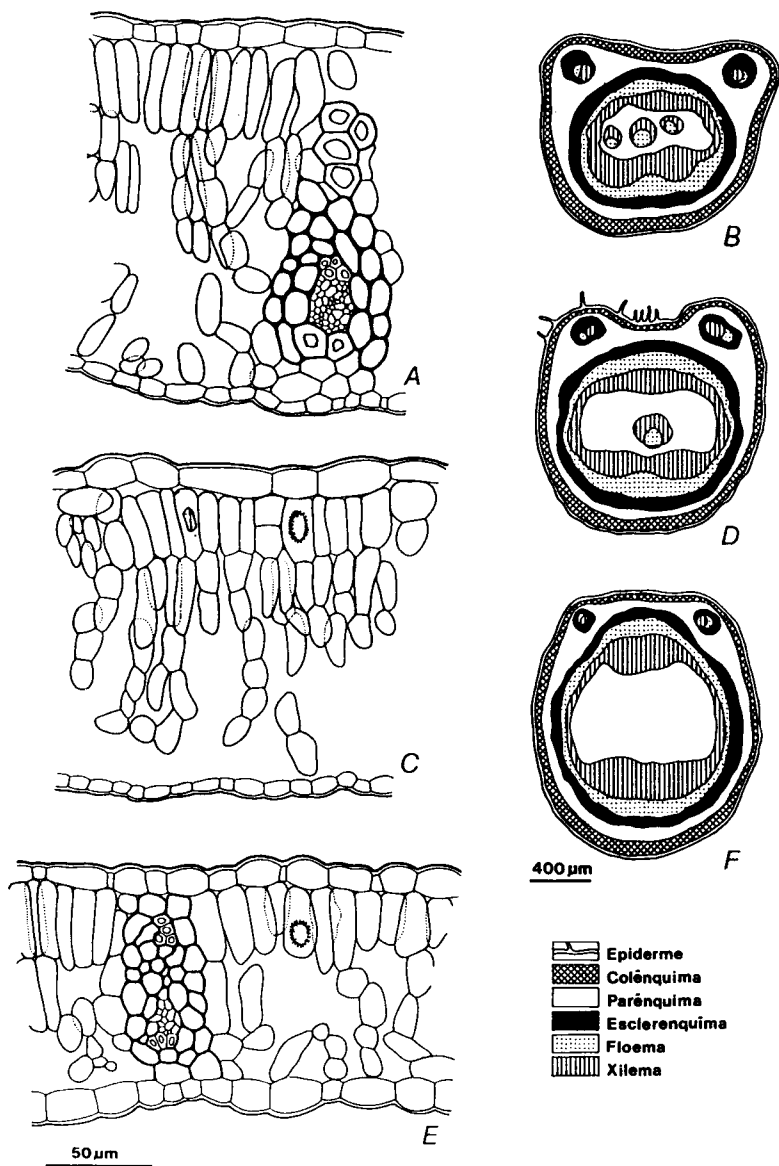 A
B
C
D
E
F
400 µm
Epiderme
Colênquima
Parênquima
Esclerenquima
Floema
Xilema
50 µm